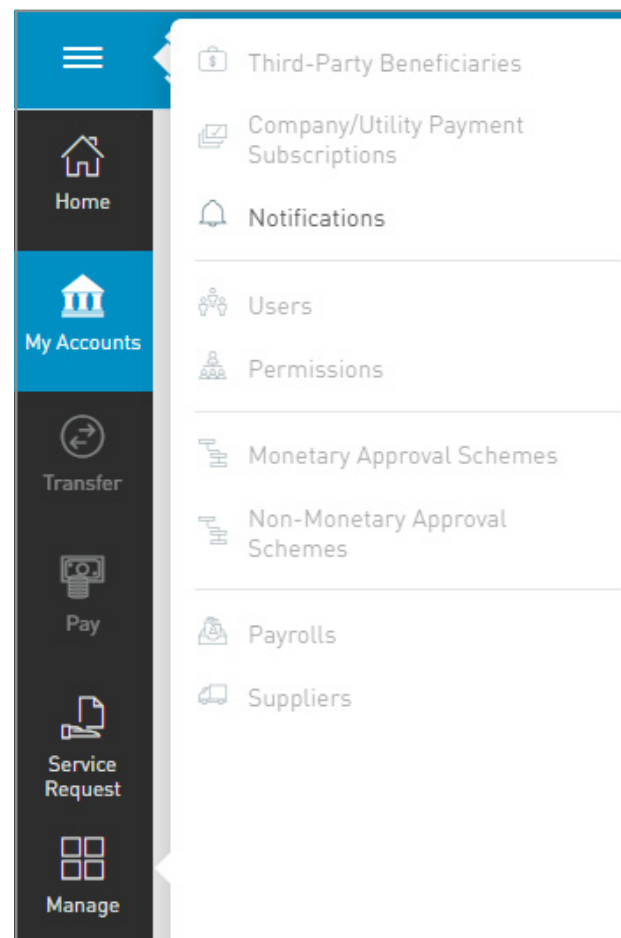 Home
My Accounts
Transfer
Pay
Service
Request
Manage
Third-Party Beneficiaries
Company/Utility Payment
Subscriptions
Notifications
Users
Permissions
Monetary Approval Schemes
Non-Monetary Approval
Schemes
Payrolls
Suppliers